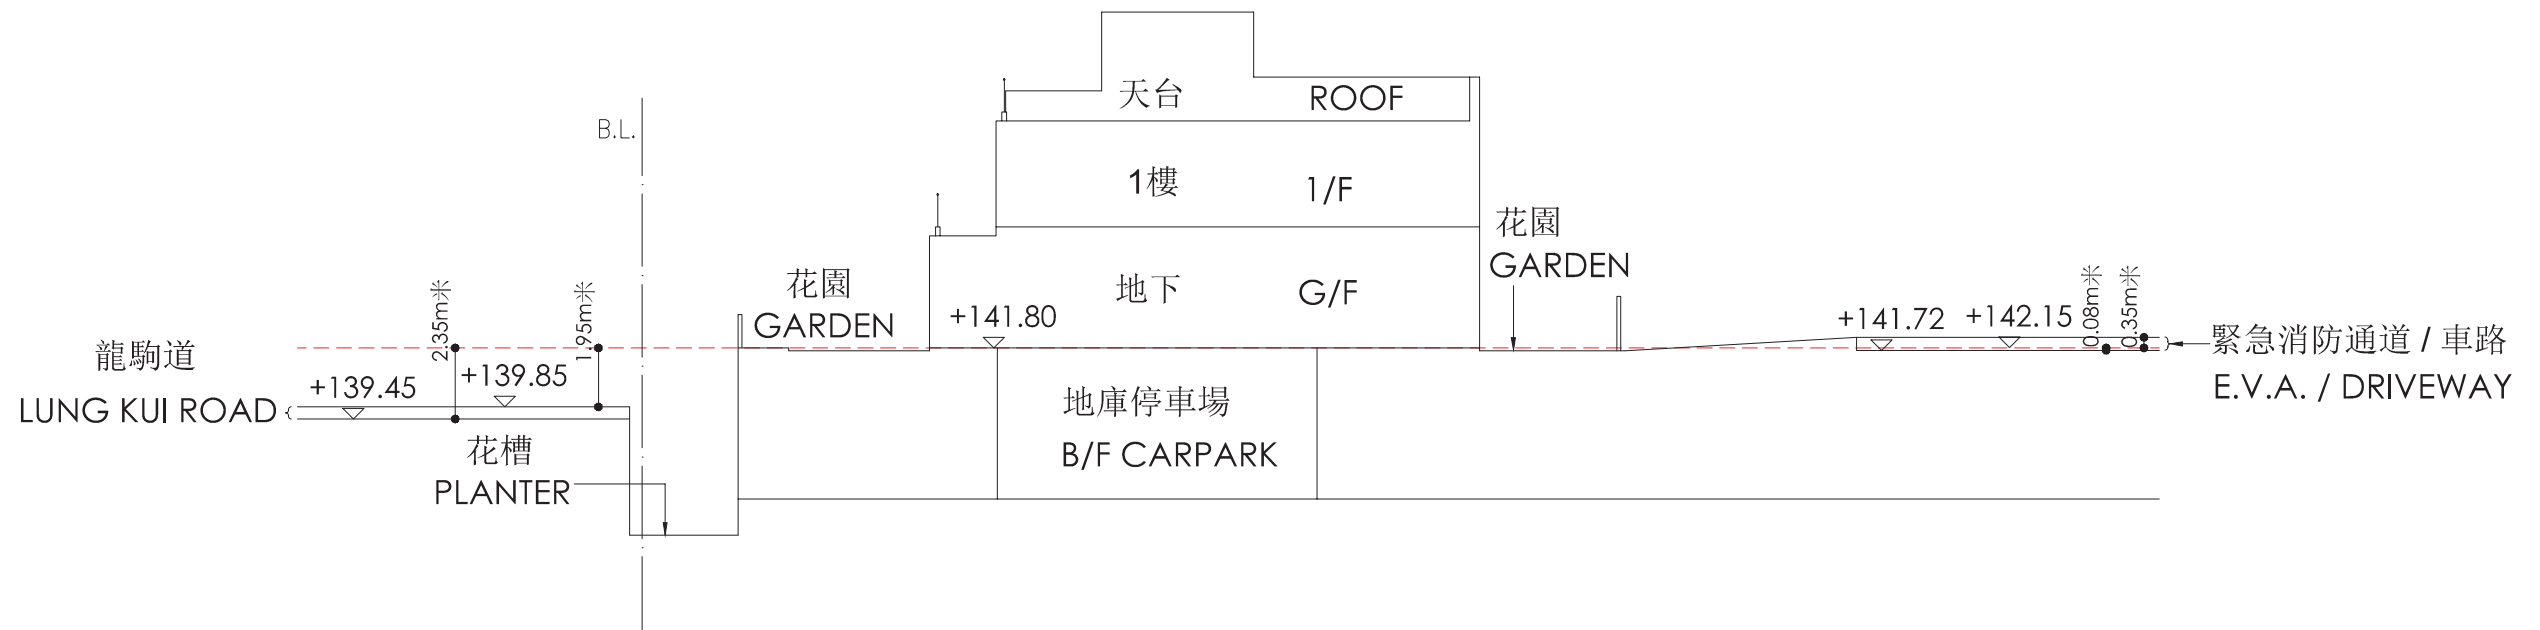 天台 ROOF
B.L.
1樓 1/F
花園
GARDEN
花園
GARDEN
地下 G/F
+141.80
2.35m米
1.95m米
0.08m米
0.35m米
+141.72
+142.15
龍駒道
LUNG KUI ROAD
+139.45
+139.85
緊急消防通道 / 車路
E.V.A. / DRIVEWAY
地庫停車場
B/F CARPARK
花槽
PLANTER